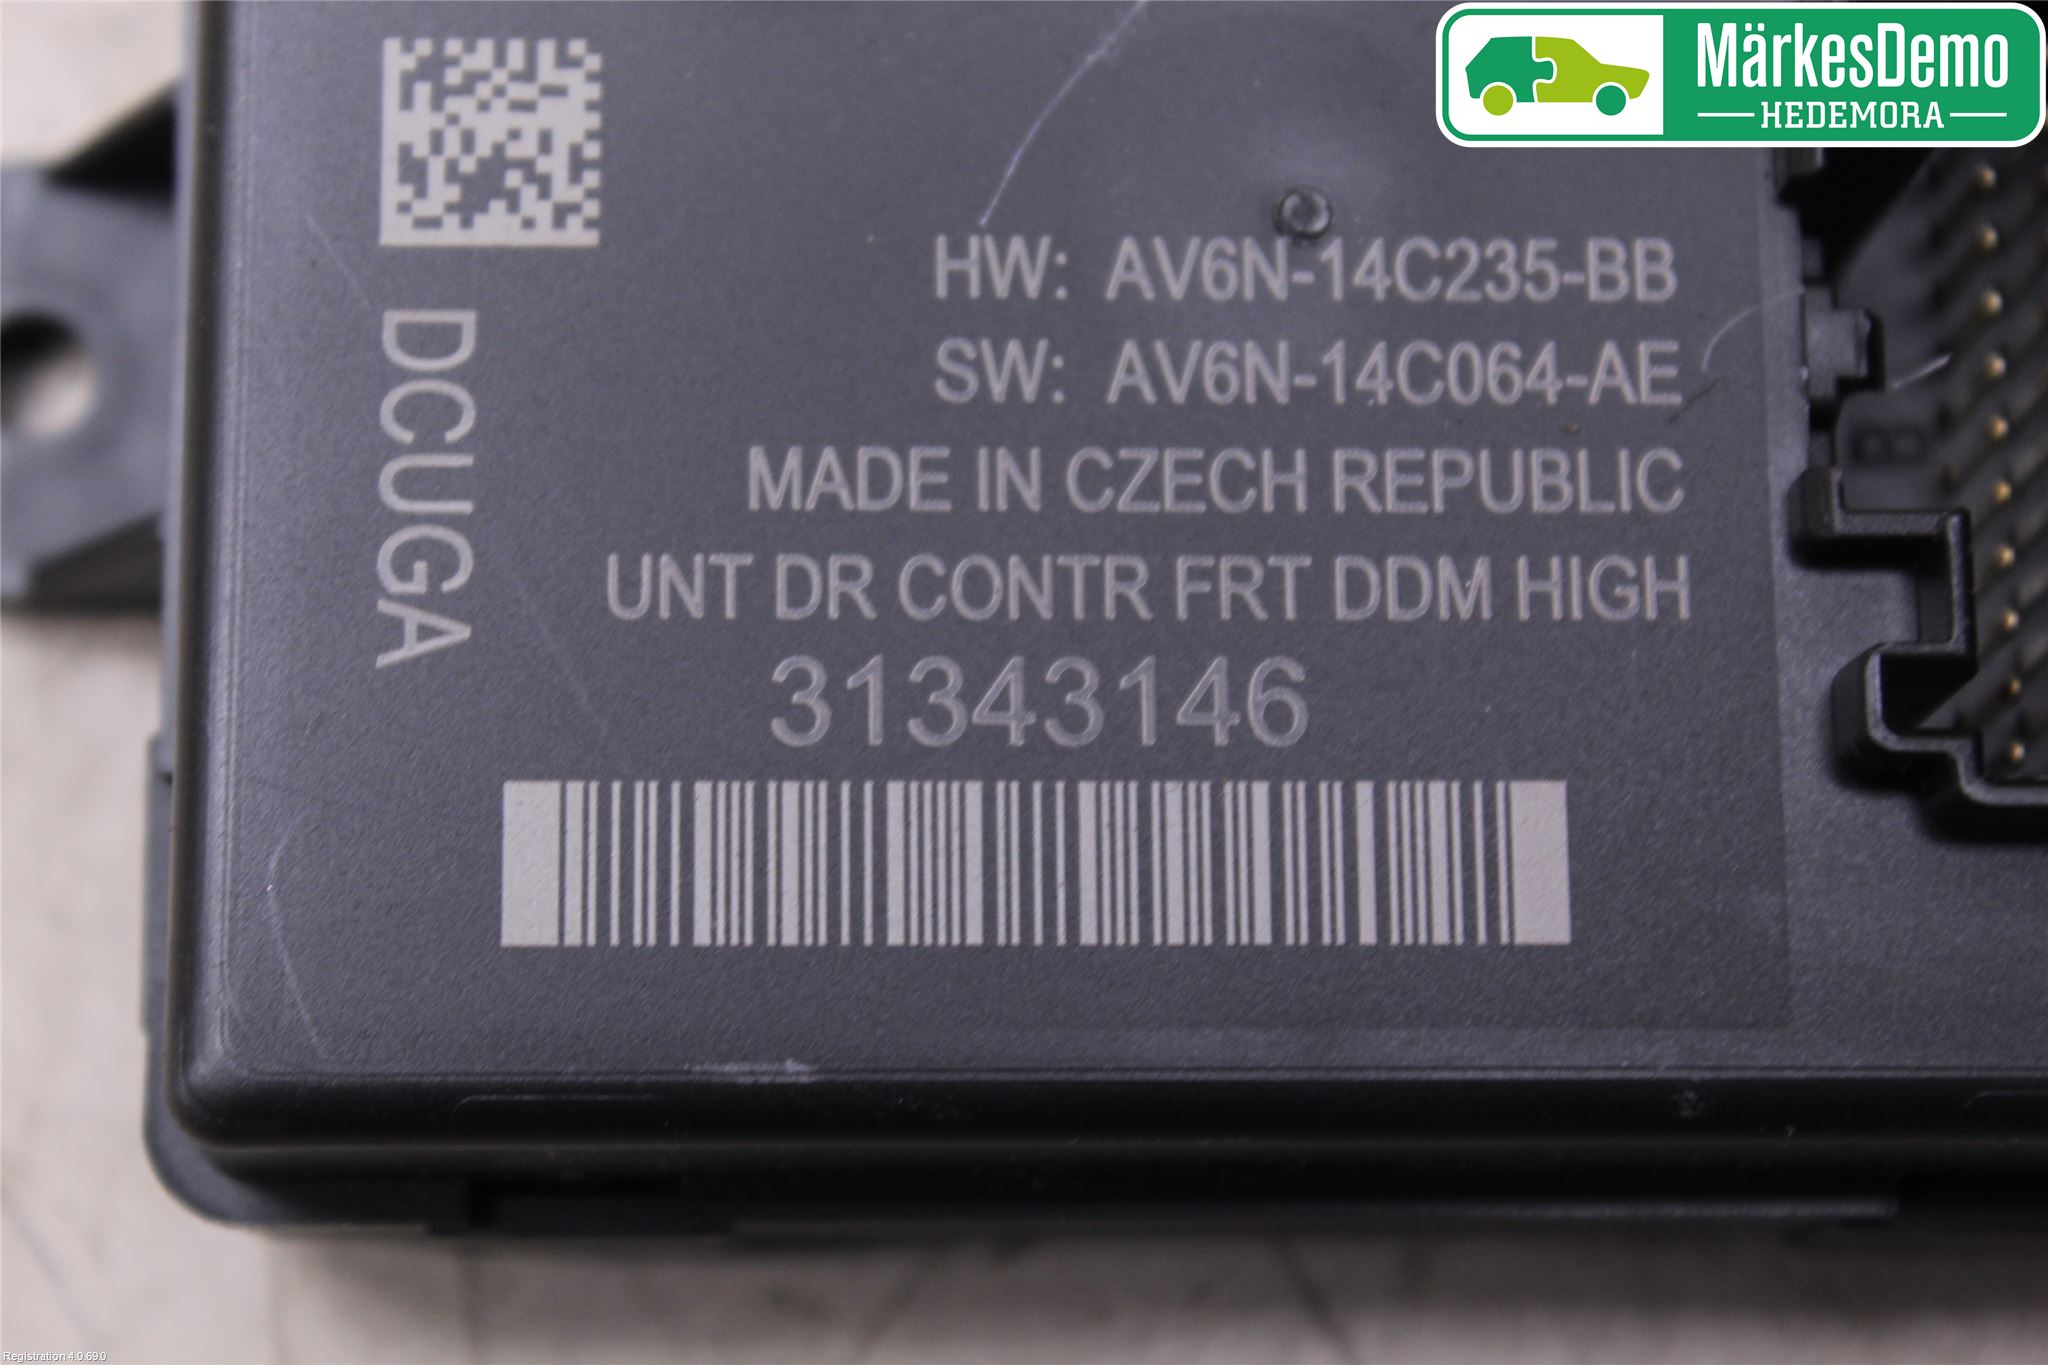 MärkesDemo
HEDEMORA
HW: AV6N-14C235-BB
SW: AV6N-14C064-AE
MADE IN CZECH REPUBLIC
UNT DR CONTR FRT DDM HIGH
31343146
DCUGA
B
Registration 4.0.69.0